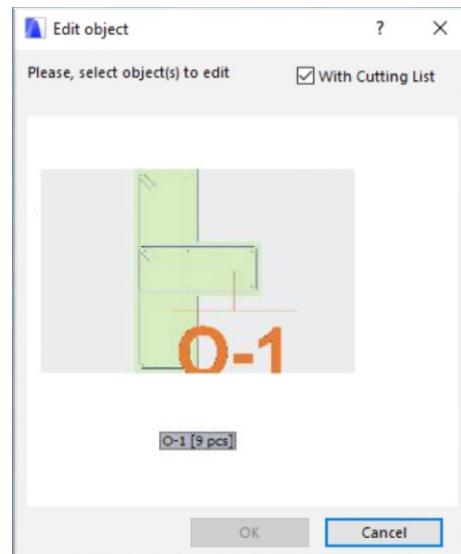 Edit object
Please, select object(s) to edit
With Cutting List
O-1
O-1 [9 pcs]
OK
Cancel